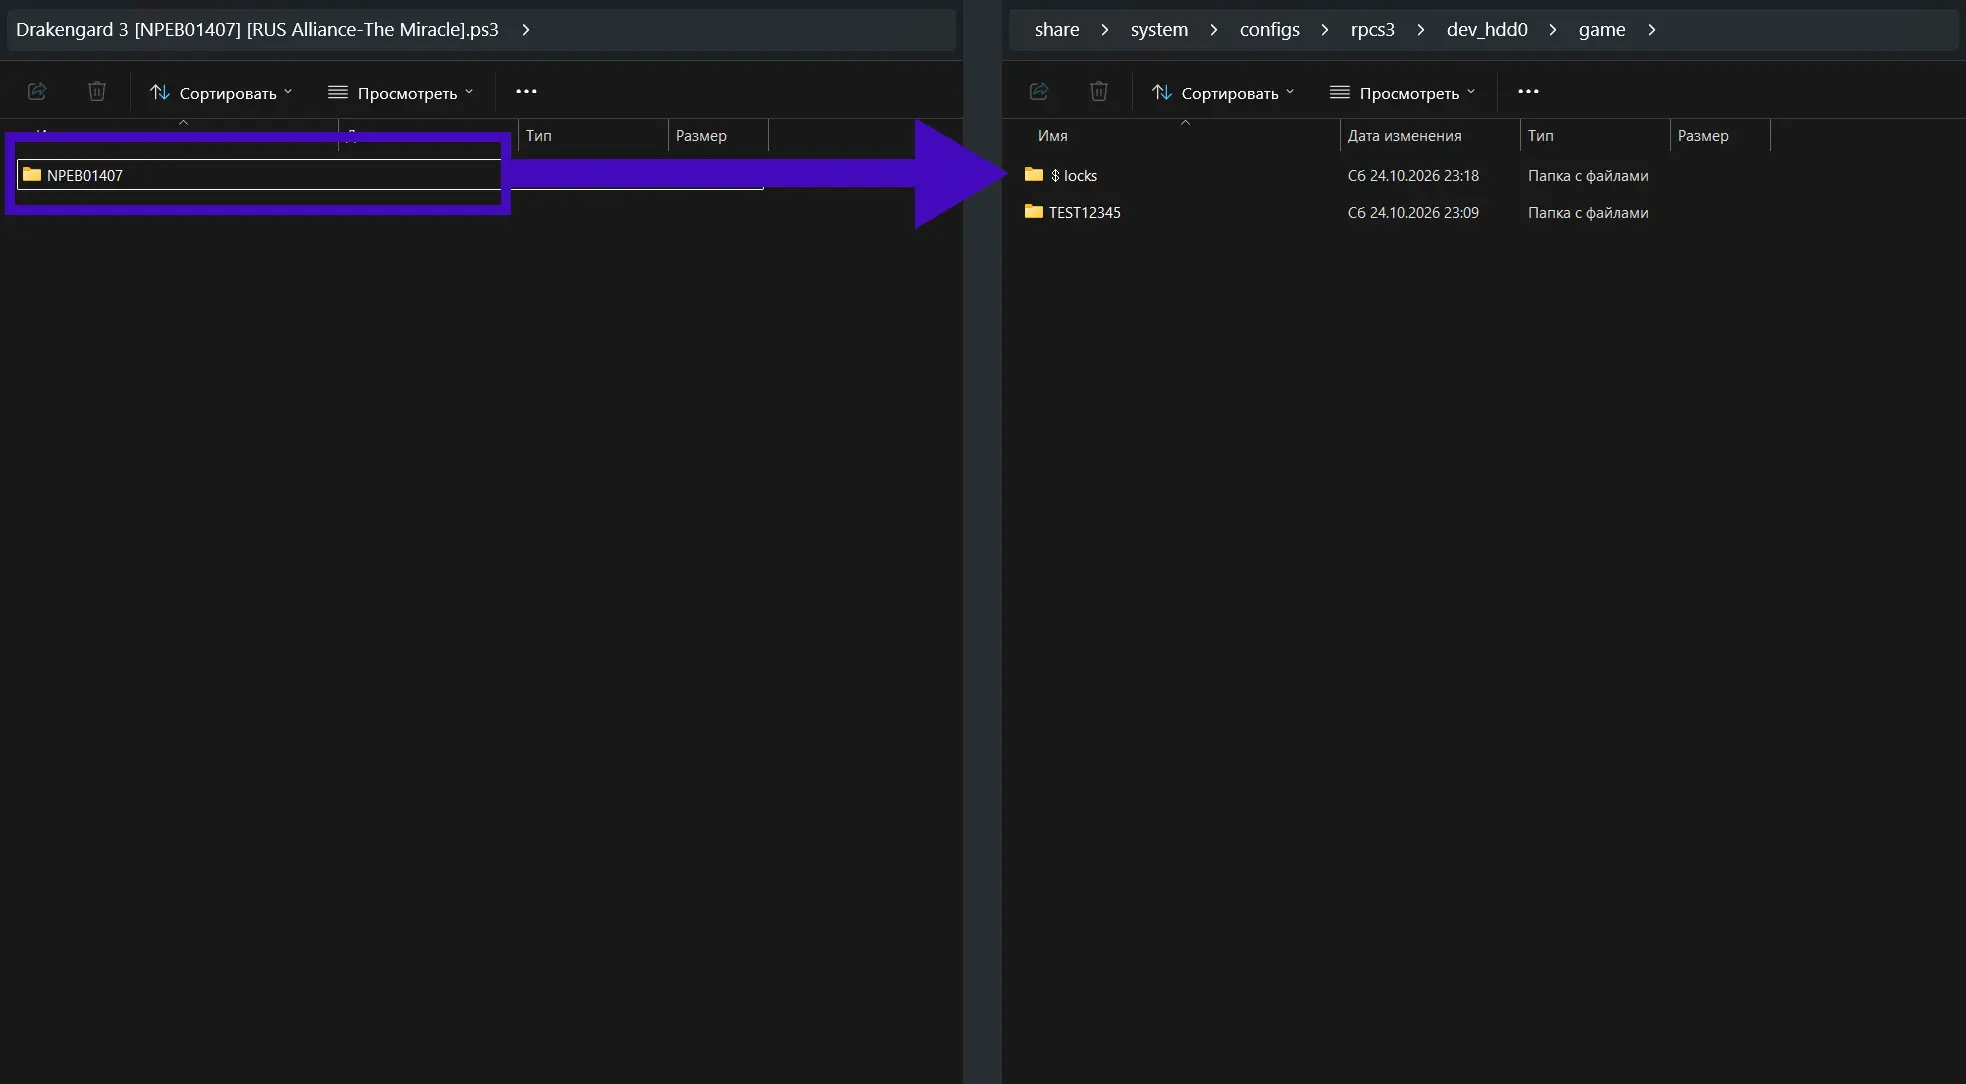 Drakengard 3 [NPEB01407] [RUS Alliance-The Miracle].ps3
Сортировать Просмотреть
Тип Размер
NPEB01407
share system configs rpcs3 dev_hdd0 game
Сортировать Просмотреть
Имя Дата изменения Тип Размер
$ locks Сб 24.10.2026 23:18 Папка с файлами
TEST12345 Сб 24.10.2026 23:09 Папка с файлами